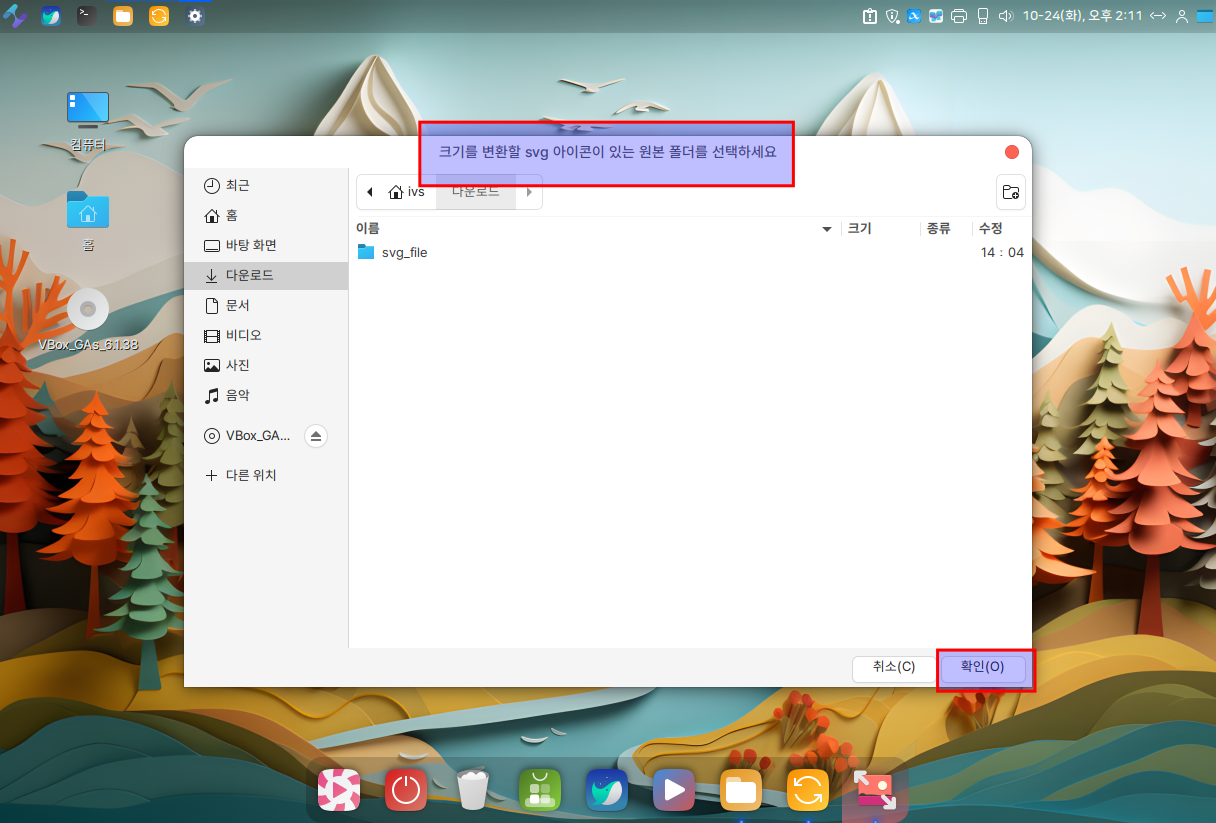 10-24(화), 오후 2:11
컴퓨터
홈
VBox_GAs_6.1.38
크기를 변환할 svg 아이콘이 있는 원본 폴더를 선택하세요
최근
홈
바탕 화면
다운로드
문서
비디오
사진
음악
VBox_GA...
다른 위치
ivs
다운로드
이름 크기 종류 수정
svg_file 14 : 04
취소(C) 확인(O)